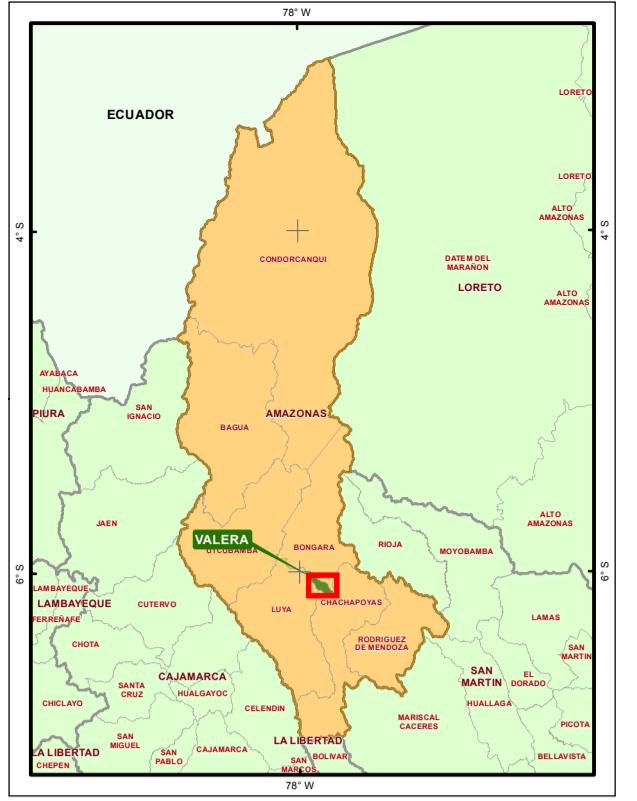 78° W
ECUADOR
LORETO
LORETO
ALTO
AMAZONAS
4° S
4° S
CONDORCANQUI
DATEM DEL
MARAÑON
LORETO
ALTO
AMAZONAS
AYABACA
HUANCABAMBA
PIURA
SAN
IGNACIO
AMAZONAS
BAGUA
JAEN
ALTO
AMAZONAS
VALERA
UTCUBAMBA
BONGARA
RIOJA
MOYOBAMBA
6° S
6° S
LAMBAYEQUE
LAMBAYEQUE
FERREÑAFE
CUTERVO
LUYA
CHACHAPOYAS
LAMAS
CHOTA
RODRIGUEZ
DE MENDOZA
SAN
MARTIN
CAJAMARCA
SAN
MARTIN
EL
DORADO
SANTA
CRUZ
HUALGAYOC
CHICLAYO
CELENDIN
HUALLAGA
MARISCAL
CACERES
PICOTA
SAN
MIGUEL
LA LIBERTAD
LA LIBERTAD
CHEPEN
SAN
PABLO
CAJAMARCA
SAN
MARCOS
BOLIVAR
BELLAVISTA
78° W